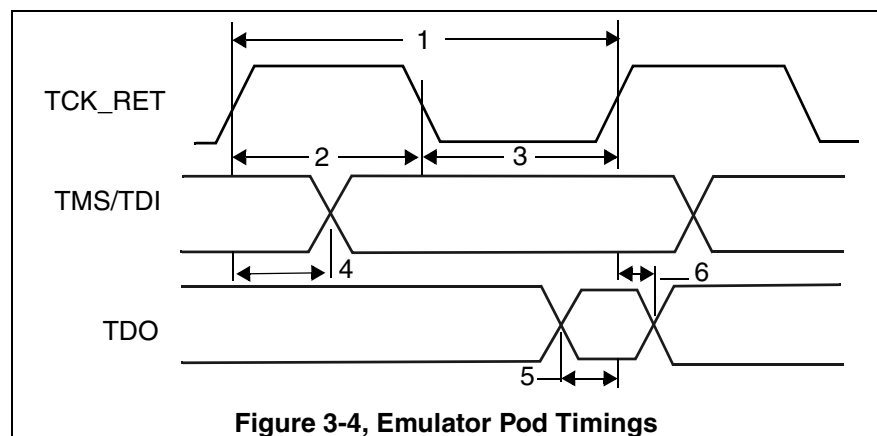 1
TCK_RET
2
3
TMS/TDI
4
6
TDO
5
Figure 3-4, Emulator Pod Timings